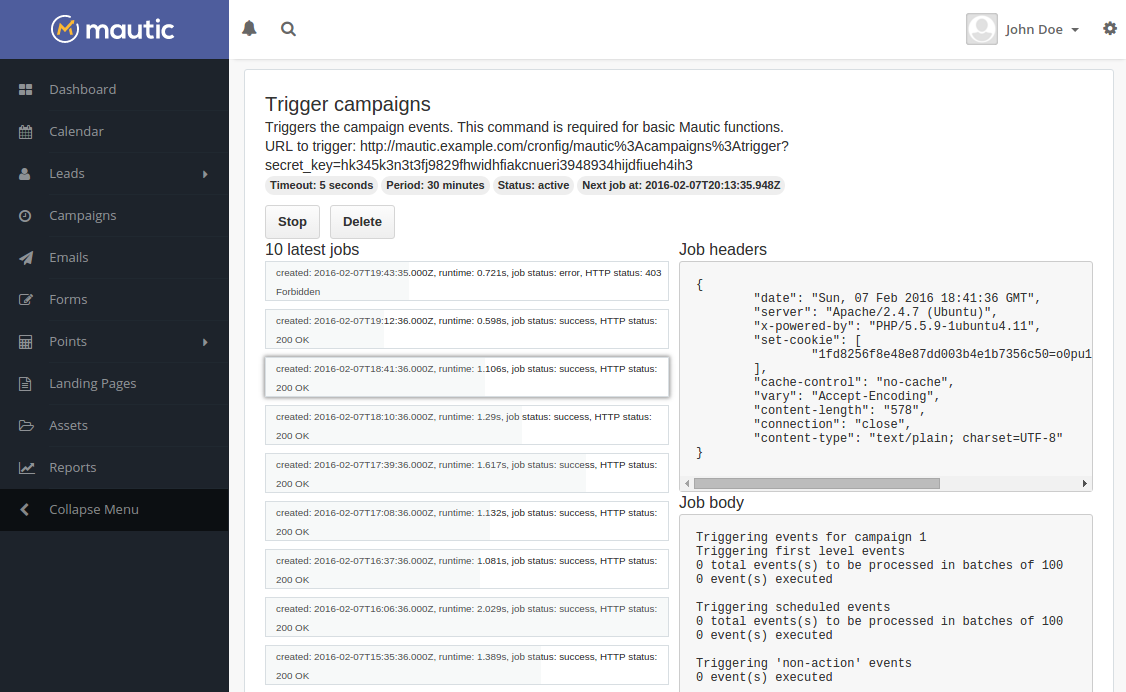 mautic
John Doe
Dashboard
Calendar
Leads
Campaigns
Emails
Forms
Points
Landing Pages
Assets
Reports
Collapse Menu
Trigger campaigns
Triggers the campaign events. This command is required for basic Mautic functions.
URL to trigger: http://mautic.example.com/cronfig/mautic%3Acampaigns%3Atrigger?
secret_key=hk345k3n3t3fj9829fhwidhfiakcnueri3948934hijdfiueh4ih3
Timeout: 5 seconds Period: 30 minutes Status: active Next job at: 2016-02-07T20:13:35.948Z
Stop Delete
10 latest jobs
created: 2016-02-07T19:43:35.000Z, runtime: 0.721s, job status: error, HTTP status: 403
Forbidden
created: 2016-02-07T19:12:36.000Z, runtime: 0.598s, job status: success, HTTP status:
200 OK
created: 2016-02-07T18:41:36.000Z, runtime: 1.106s, job status: success, HTTP status:
200 OK
created: 2016-02-07T18:10:36.000Z, runtime: 1.29s, job status: success, HTTP status:
200 OK
created: 2016-02-07T17:39:36.000Z, runtime: 1.617s, job status: success, HTTP status:
200 OK
created: 2016-02-07T17:08:36.000Z, runtime: 1.132s, job status: success, HTTP status:
200 OK
created: 2016-02-07T16:37:36.000Z, runtime: 1.081s, job status: success, HTTP status:
200 OK
created: 2016-02-07T16:06:36.000Z, runtime: 2.029s, job status: success, HTTP status:
200 OK
created: 2016-02-07T15:35:36.000Z, runtime: 1.389s, job status: success, HTTP status:
200 OK
Job headers
{
"date": "Sun, 07 Feb 2016 18:41:36 GMT",
"server": "Apache/2.4.7 (Ubuntu)",
"x-powered-by": "PHP/5.5.9-1ubuntu4.11",
"set-cookie": [
"1fd8256f8e48e87dd003b4e1b7356c50=o0pu1
],
"cache-control": "no-cache",
"vary": "Accept-Encoding",
"content-length": "578",
"connection": "close",
"content-type": "text/plain; charset=UTF-8"
}
Job body
Triggering events for campaign 1
Triggering first level events
0 total events(s) to be processed in batches of 100
0 event(s) executed
Triggering scheduled events
0 total events(s) to be processed in batches of 100
0 event(s) executed
Triggering 'non-action' events
0 event(s) executed